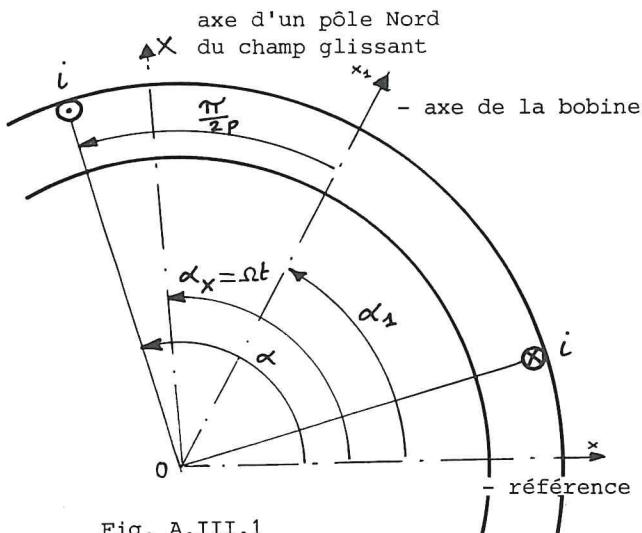 axe d'un pôle Nord
du champ glissant
X
i
x₁
- axe de la bobine
π/2p
α_X = Ωt
α₁
α
i
O
x
- référence
Fig. A.III.1